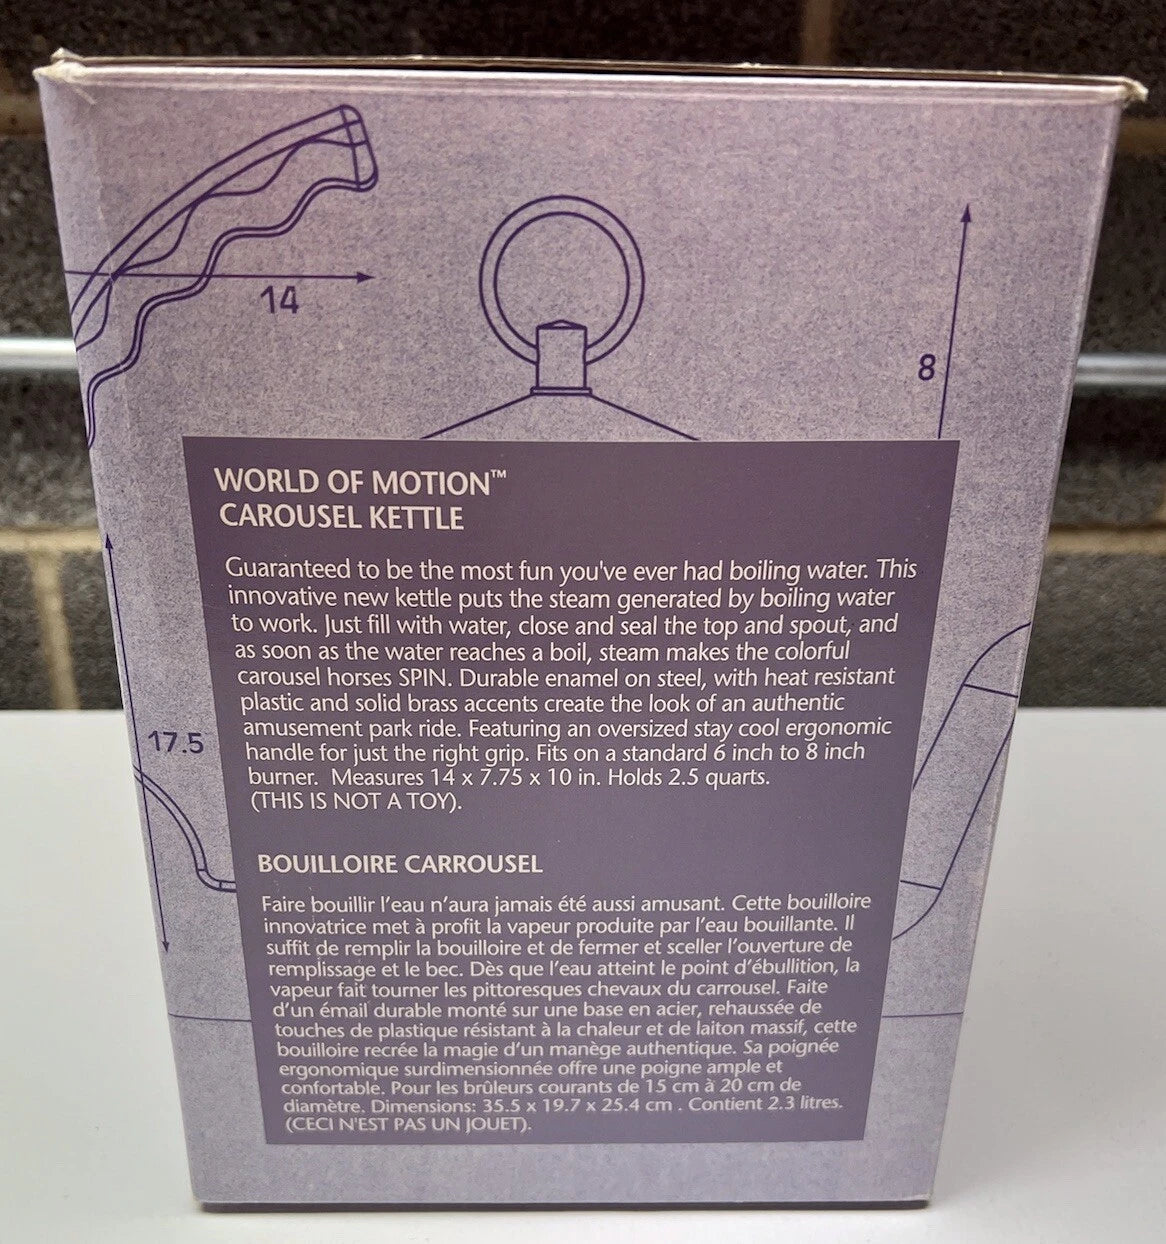 14
8
WORLD OF MOTION™
CAROUSEL KETTLE
Guaranteed to be the most fun you've ever had boiling water. This
innovative new kettle puts the steam generated by boiling water
to work. Just fill with water, close and seal the top and spout, and
as soon as the water reaches a boil, steam makes the colorful
carousel horses SPIN. Durable enamel on steel, with heat resistant
plastic and solid brass accents create the look of an authentic
amusement park ride. Featuring an oversized stay cool ergonomic
handle for just the right grip. Fits on a standard 6 inch to 8 inch
burner. Measures 14 x 7.75 x 10 in. Holds 2.5 quarts.
(THIS IS NOT A TOY).
17.5
BOUILLOIRE CARROUSEL
Faire bouillir l'eau n'aura jamais été aussi amusant. Cette bouilloire
innovatrice met à profit la vapeur produite par l'eau bouillante. Il
suffit de remplir la bouilloire et de fermer et sceller l'ouverture de
remplissage et le bec. Dès que l'eau atteint le point d'ébullition, la
vapeur fait tourner les pittoresques chevaux du carrousel. Faite
d'un émail durable monté sur une base en acier, rehaussée de
touches de plastique résistant à la chaleur et de laiton massif, cette
bouilloire recrée la magie d'un manège authentique. Sa poignée
ergonomique surdimensionnée offre une poigne ample et
confortable. Pour les brûleurs courants de 15 cm à 20 cm de
diamètre. Dimensions: 35.5 x 19.7 x 25.4 cm . Contient 2.3 litres.
(CECI N'EST PAS UN JOUET).